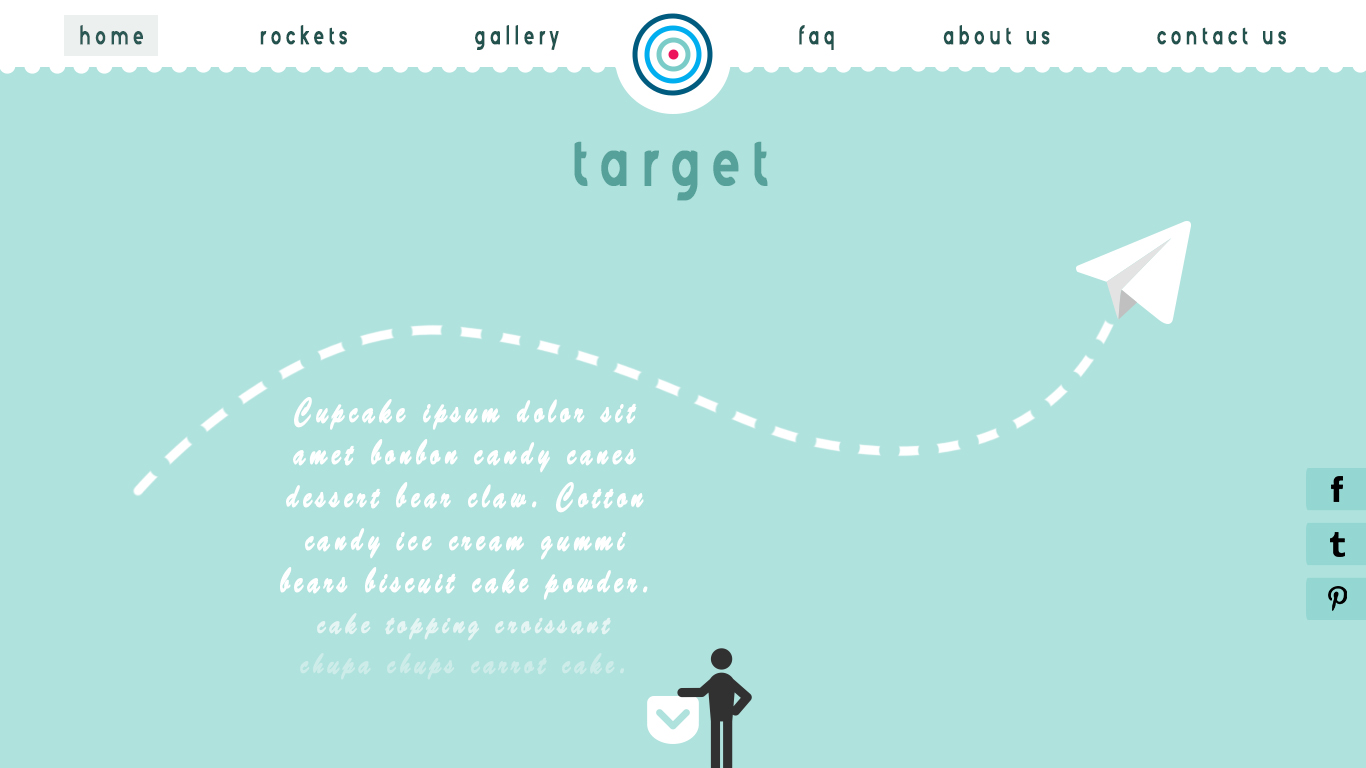 home
rockets
gallery
faq
about us
contact us
target
Cupcake ipsum dolor sit
amet bonbon candy canes
dessert bear claw. Cotton
candy ice cream gummi
bears biscuit cake powder.
cake topping croissant
chupa chups carrot cake.
f
t
p